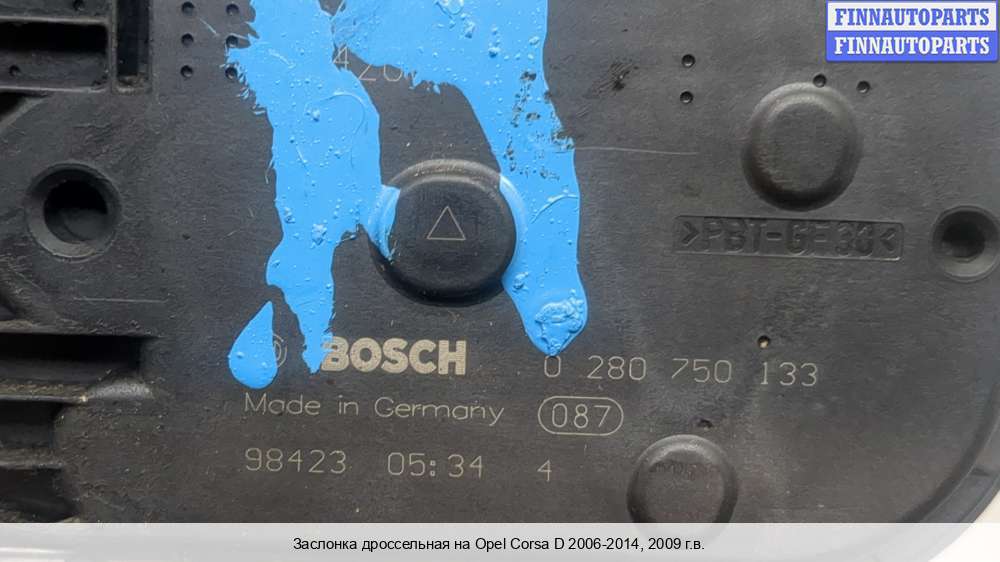 FINNAUTOPARTS
FINNAUTOPARTS
>PBT-GF30<
BOSCH
0 280 750 133
Made in Germany
087
98423 05:34 4
Заслонка дроссельная на Opel Corsa D 2006-2014, 2009 г.в.